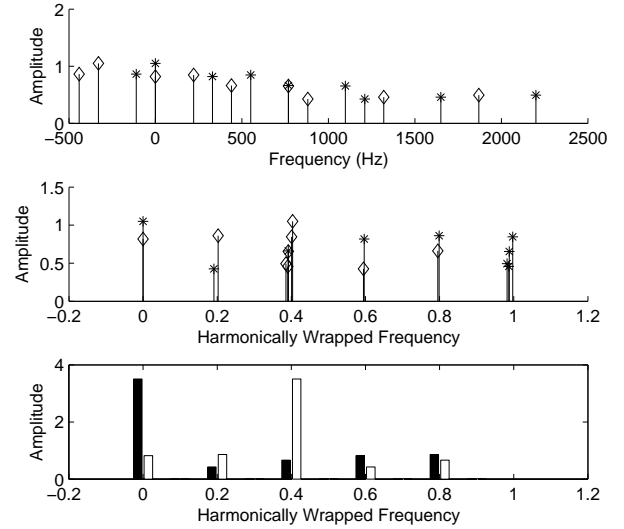 2
1
0
Amplitude
−500 0 500 1000 1500 2000 2500
Frequency (Hz)
1.5
1
0.5
0
Amplitude
−0.2 0 0.2 0.4 0.6 0.8 1 1.2
Harmonically Wrapped Frequency
4
2
0
Amplitude
−0.2 0 0.2 0.4 0.6 0.8 1 1.2
Harmonically Wrapped Frequency